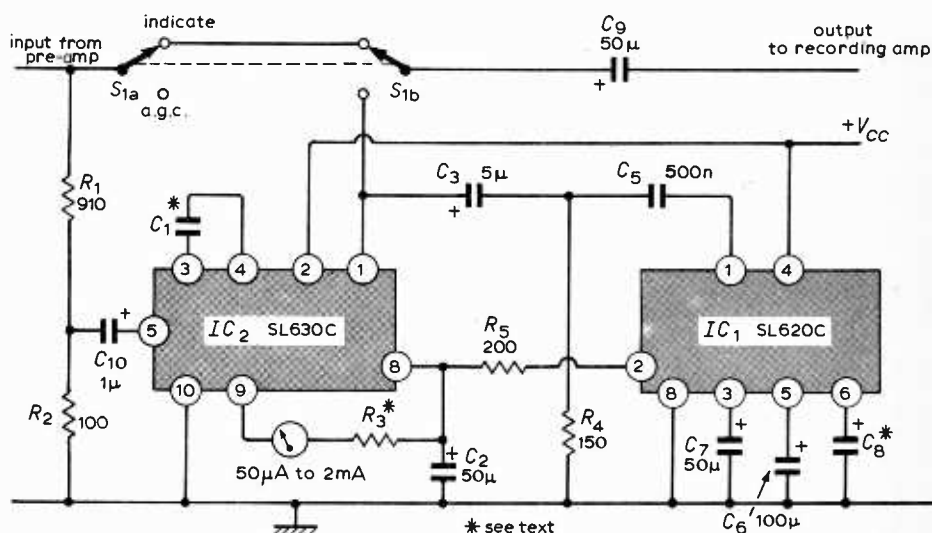 indicate
input from
pre-amp
S1a
a.g.c.
S1b
C9
50µ
+
output
to recording amp
+VCC
R1
910
C1
*
C3
5µ
+
C5
500n
3
4
2
1
1
4
5
IC2 SL630C
8
R5
200
2
IC1 SL620C
C10
1µ
+
10
9
8
3
5
6
R2
100
R3*
50µA to 2mA
+
C2
50µ
R4
150
C7
50µ
+
C6
100µ
+
+
C8*
* see text